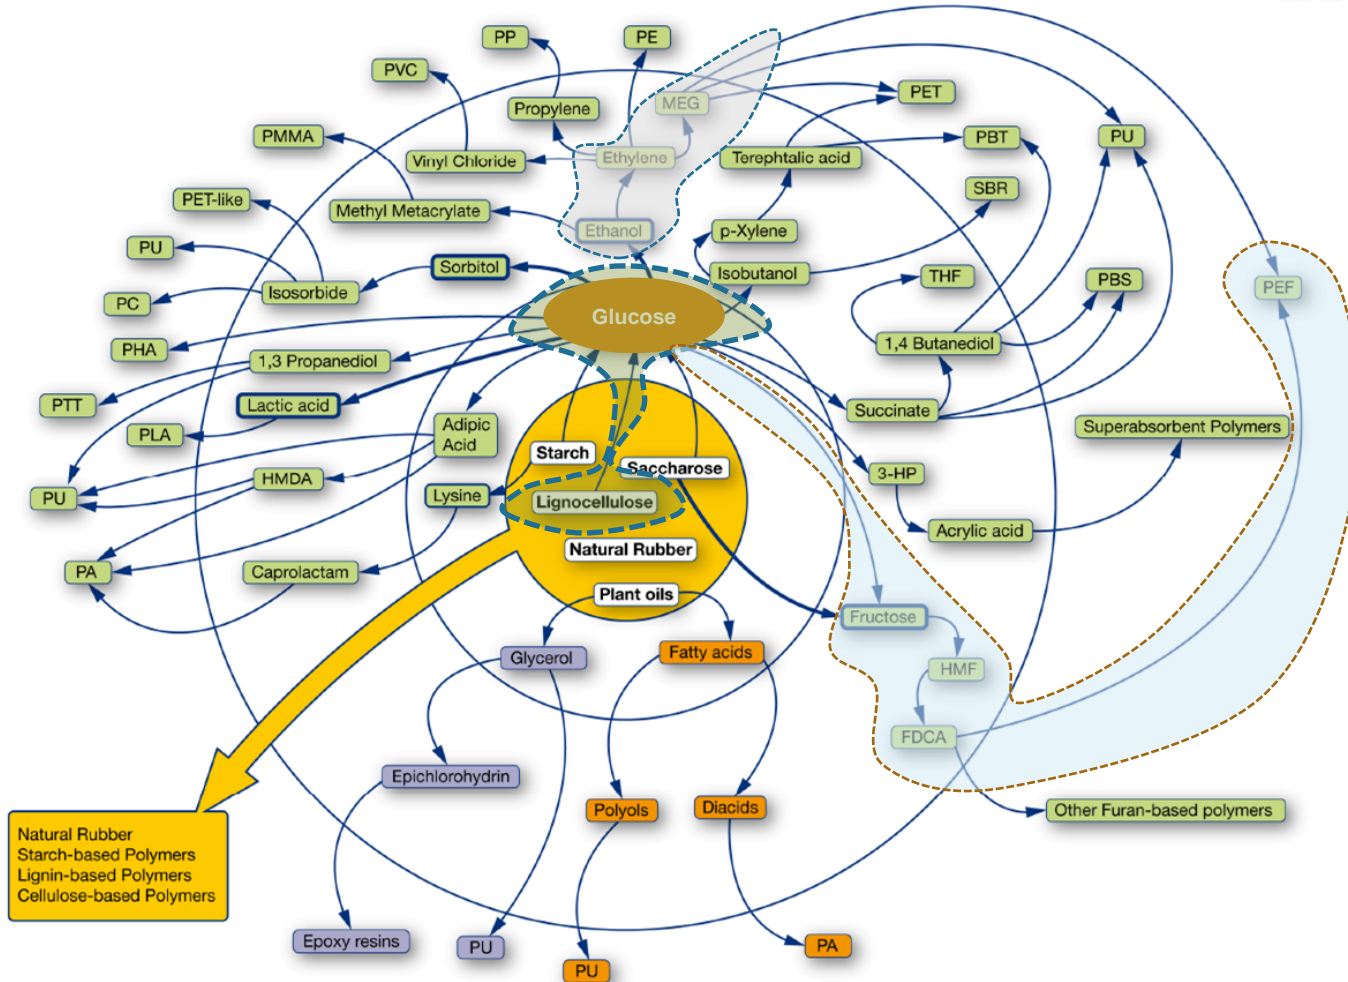 PP
PE
PVC
MEG
PET
Propylene
PMMA
PBT
PU
Vinyl Chloride
Ethylene
Terephtalic acid
SBR
PET-like
Methyl Metacrylate
Ethanol
p-Xylene
PU
Sorbitol
Isobutanol
THF
PBS
PEF
Isosorbide
PC
Glucose
PHA
1,3 Propanediol
1,4 Butanediol
PTT
Lactic acid
Succinate
PLA
Adipic
Acid
Superabsorbent Polymers
Starch
Saccharose
3-HP
HMDA
PU
Lysine
Lignocellulose
Acrylic acid
Natural Rubber
PA
Caprolactam
Plant oils
Fructose
Glycerol
Fatty acids
HMF
FDCA
Epichlorohydrin
Polyols
Diacids
Other Furan-based polymers
Natural Rubber
Starch-based Polymers
Lignin-based Polymers
Cellulose-based Polymers
Epoxy resins
PU
PA
PU